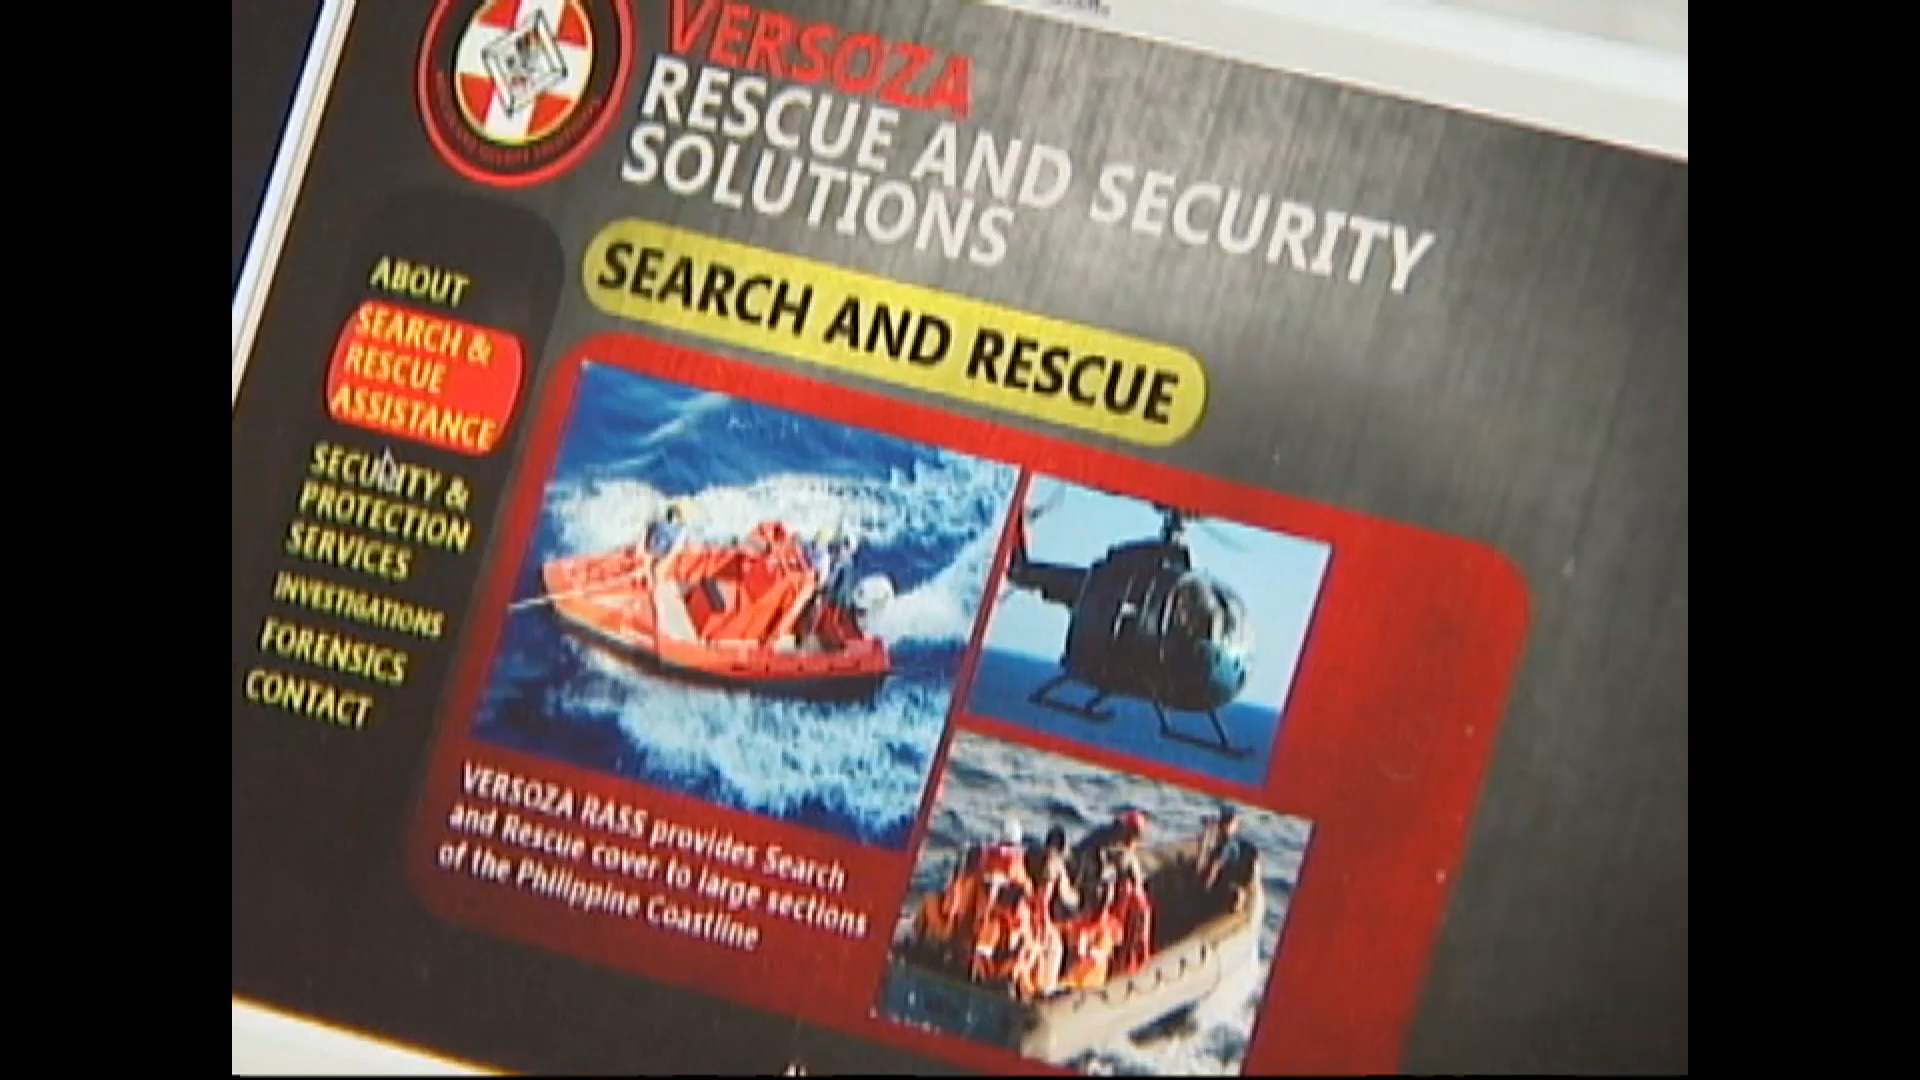 VERSOZA
RESCUE AND SECURITY
SOLUTIONS
SEARCH AND RESCUE
ABOUT
SEARCH &
RESCUE
ASSISTANCE
SECURITY &
PROTECTION
SERVICES
INVESTIGATIONS
FORENSICS
CONTACT
VERSOZA RASS provides Search
and Rescue cover to large sections
of the Philippine Coastline